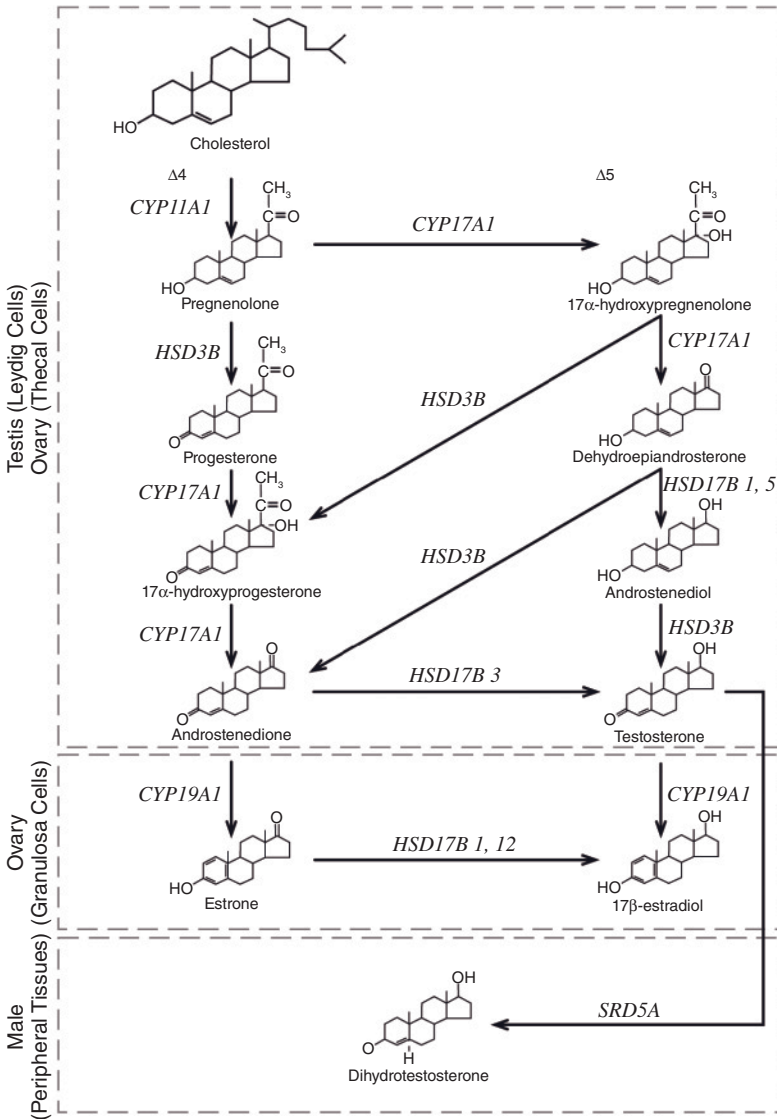 Testis (Leydig Cells)
Ovary (Thecal Cells)
HO
Cholesterol
Δ4
Δ5
CYP11A1
CH3
C=O
HO
Pregnenolone
CYP17A1
CH3
C=O
OH
HO
17α-hydroxypregnenolone
HSD3B
CH3
C=O
O
Progesterone
HSD3B
CYP17A1
O
HO
Dehydroepiandrosterone
CYP17A1
CH3
C=O
OH
O
17α-hydroxyprogesterone
HSD3B
HSD17B 1, 5
OH
HO
Androstenediol
CYP17A1
O
O
Androstenedione
HSD17B 3
HSD3B
OH
O
Testosterone
Ovary
(Granulosa Cells)
CYP19A1
O
HO
Estrone
HSD17B 1, 12
CYP19A1
OH
HO
17β-estradiol
Male
(Peripheral Tissues)
OH
O
H
Dihydrotestosterone
SRD5A